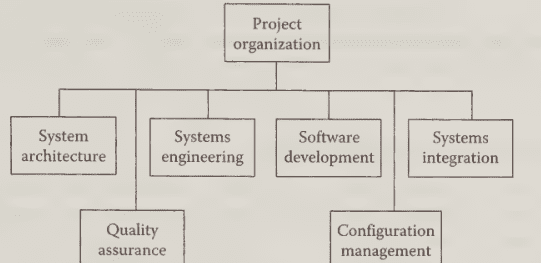 Project
organization
System
architecture
Systems
engineering
Software
development
Systems
integration
Quality
assurance
Configuration
management